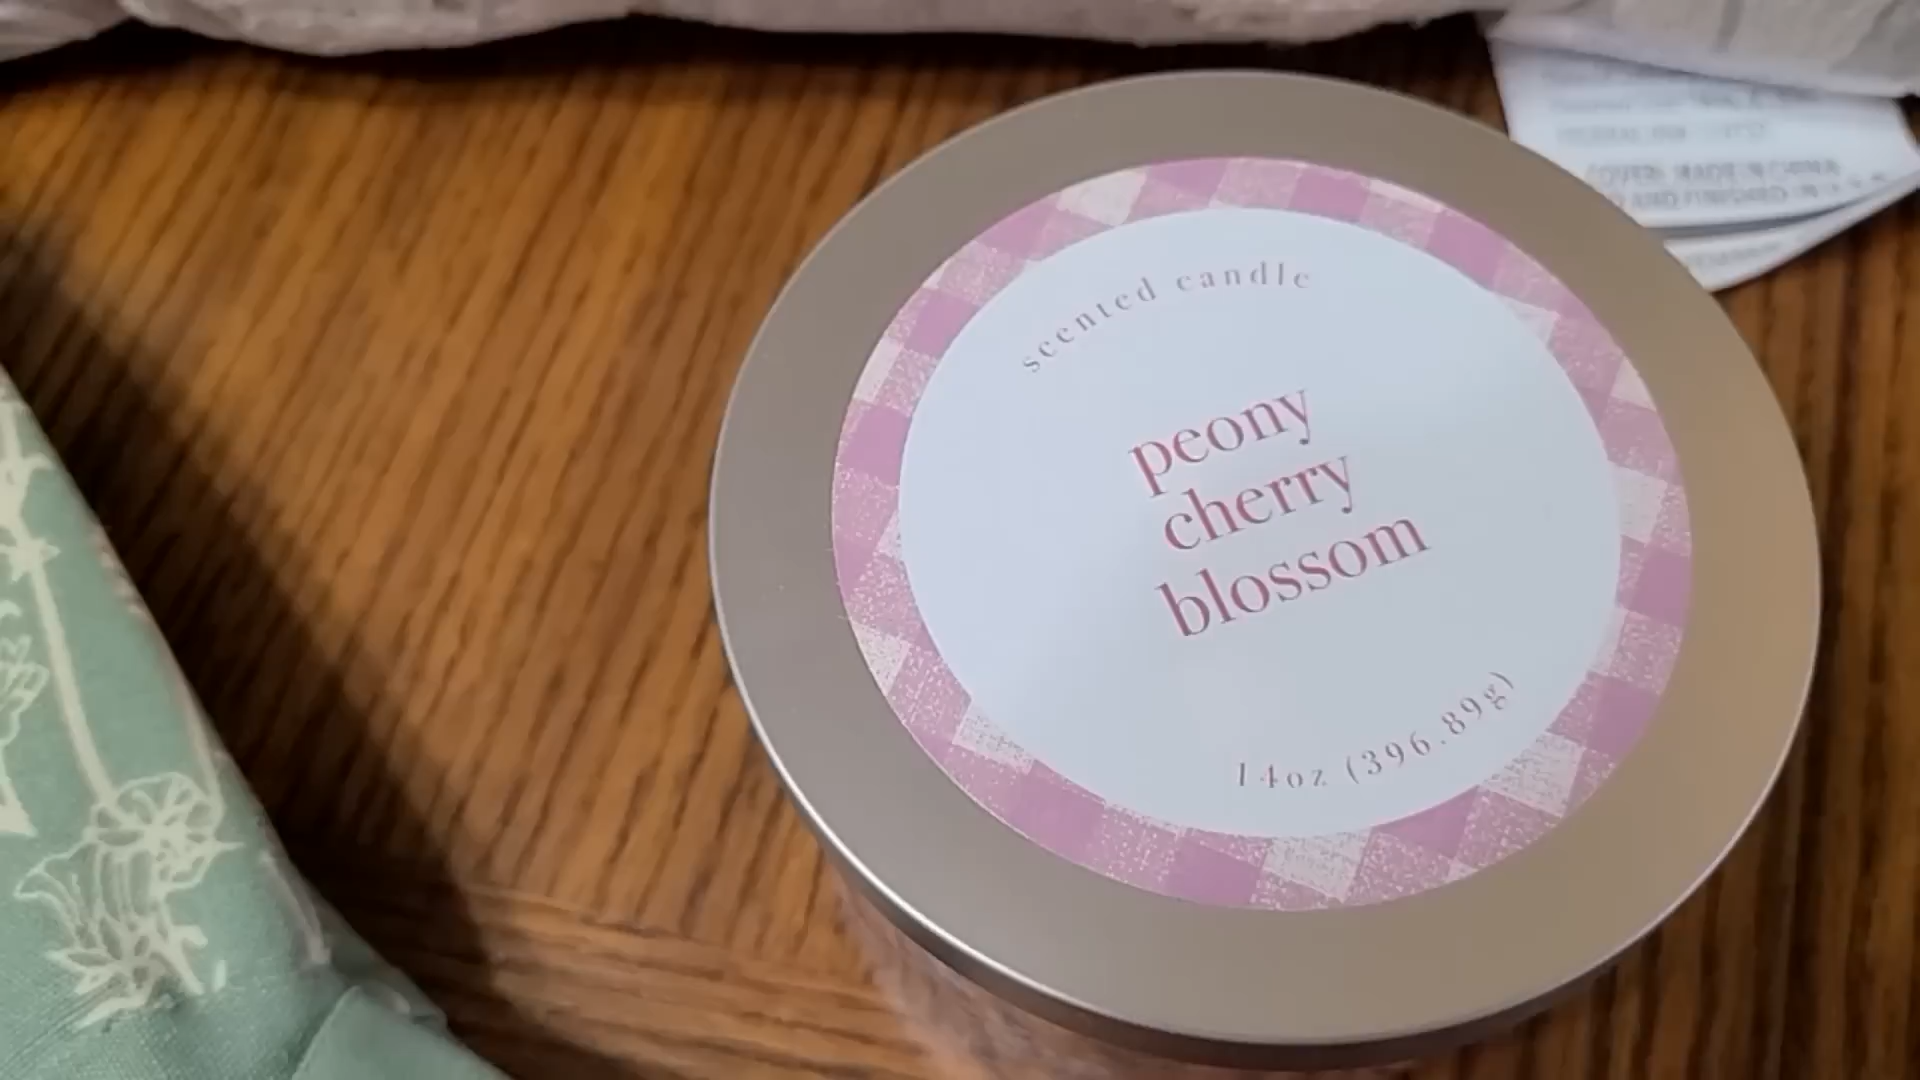 scented candle
peony
cherry
blossom
14oz (396.89g)